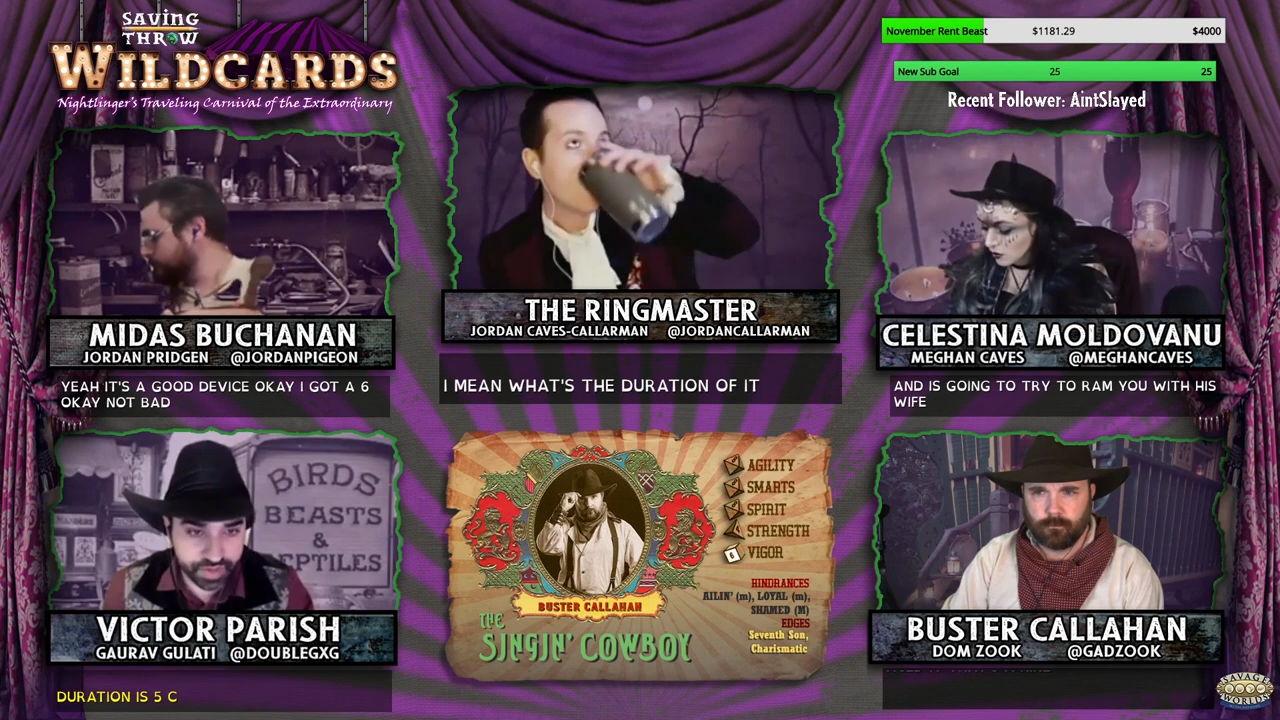 SAVING
THROW
WILDCARDS
Nightlinger's Traveling Carnival of the Extraordinary
November Rent Beast $1181.29 $4000
New Sub Goal 25 25
Recent Follower: AintSlayed
MIDAS BUCHANAN
JORDAN PRIDGEN @JORDANPIGEON
YEAH IT'S A GOOD DEVICE OKAY I GOT A 6
OKAY NOT BAD
THE RINGMASTER
JORDAN CAVES-CALLARMAN @JORDANCALLARMAN
I MEAN WHAT'S THE DURATION OF IT
CELESTINA MOLDOVANU
MEGHAN CAVES @MEGHANCAVES
AND IS GOING TO TRY TO RAM YOU WITH HIS
WIFE
BIRDS
BEASTS
&
REPTILES
VICTOR PARISH
GAURAV GULATI @DOUBLEGXG
DURATION IS 5 C
AGILITY
SMARTS
SPIRIT
STRENGTH
6 VIGOR
HINDRANCES
AILIN' (m), LOYAL (m),
SHAMED (M)
EDGES
Seventh Son,
Charismatic
BUSTER CALLAHAN
THE
SINGIN' COWBOY
BUSTER CALLAHAN
DOM ZOOK @GADZOOK
SAVAGE
WORLDS